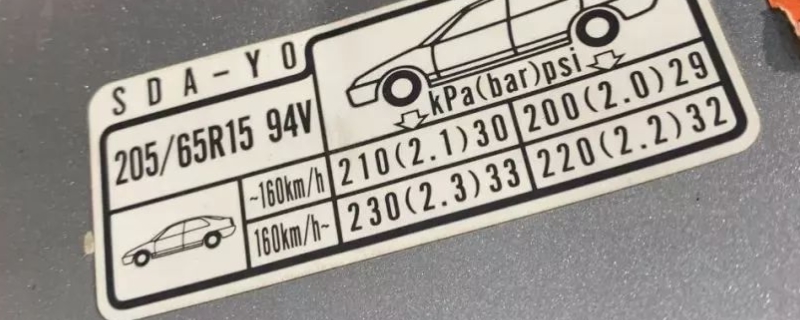 SDA-YO
kPa(bar)psi
205/65R15 94V
~160km/h 210(2.1)30 200(2.0)29
160km/h~ 230(2.3)33 220(2.2)32